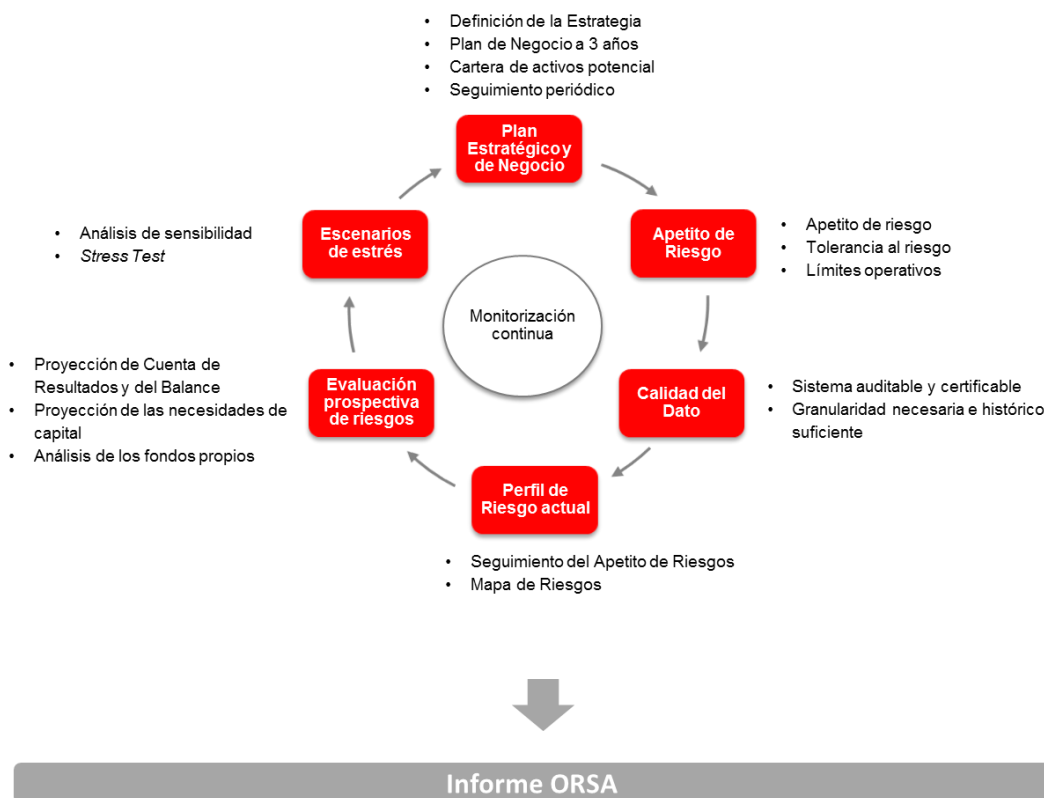 • Definición de la Estrategia
• Plan de Negocio a 3 años
• Cartera de activos potencial
• Seguimiento periódico
Plan
Estratégico y
de Negocio
• Análisis de sensibilidad
• Stress Test
Escenarios
de estrés
Apetito de
Riesgo
• Apetito de riesgo
• Tolerancia al riesgo
• Límites operativos
Monitorización
continua
• Proyección de Cuenta de
Resultados y del Balance
• Proyección de las necesidades de
capital
• Análisis de los fondos propios
Evaluación
prospectiva
de riesgos
Calidad del
Dato
• Sistema auditable y certificable
• Granularidad necesaria e histórico
suficiente
Perfil de
Riesgo actual
• Seguimiento del Apetito de Riesgos
• Mapa de Riesgos
Informe ORSA